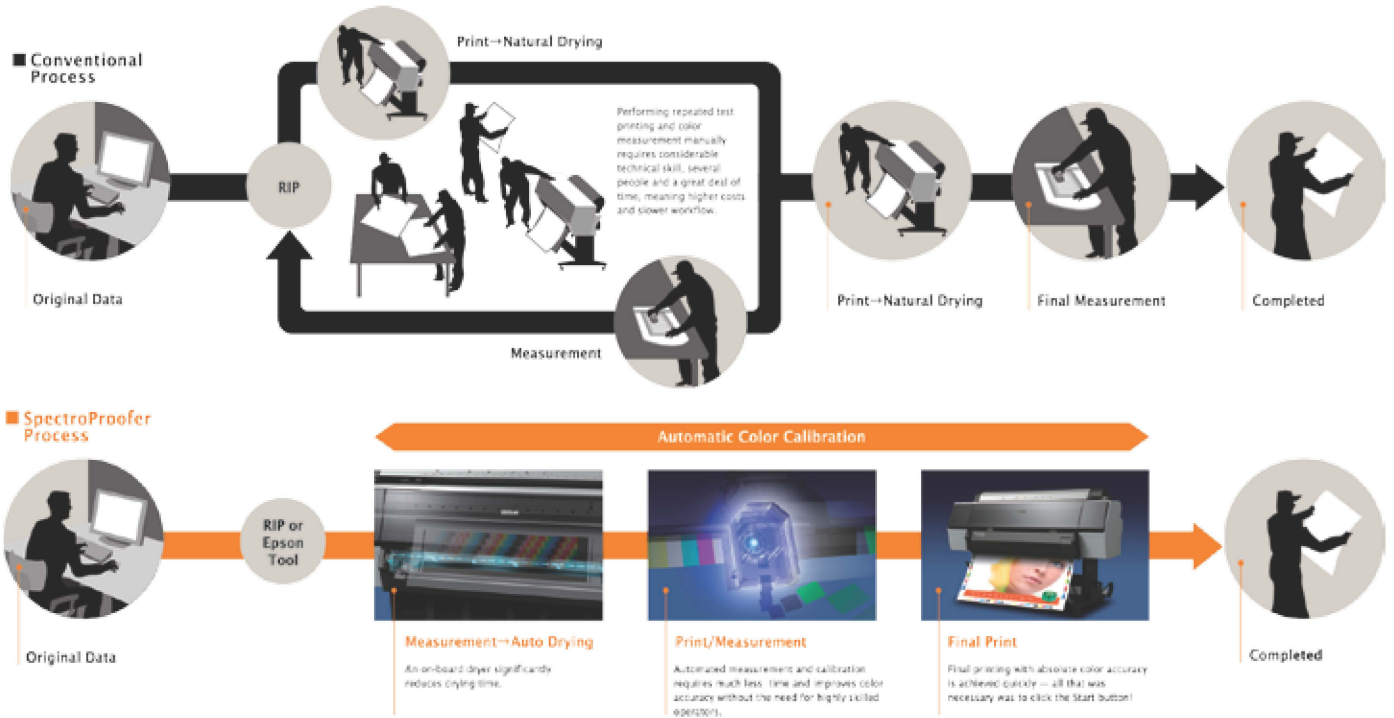 Conventional
Process
Print→Natural Drying
RIP
Performing repeated test
printing and color
measurement manually
requires considerable
technical skill, several
people and a great deal of
time, meaning higher costs
and slower workflow.
Original Data
Measurement
Print→Natural Drying
Final Measurement
Completed
SpectroProofer
Process
Automatic Color Calibration
RIP or
Epson
Tool
Original Data
Measurement→Auto Drying
An on-board dryer significantly
reduces drying time.
Print/Measurement
Automated measurement and calibration
requires much less time and improves color
accuracy without the need for highly skilled
operators.
Final Print
Final printing with absolute color accuracy
is achieved quickly — all that was
necessary was to click the Start button!
Completed